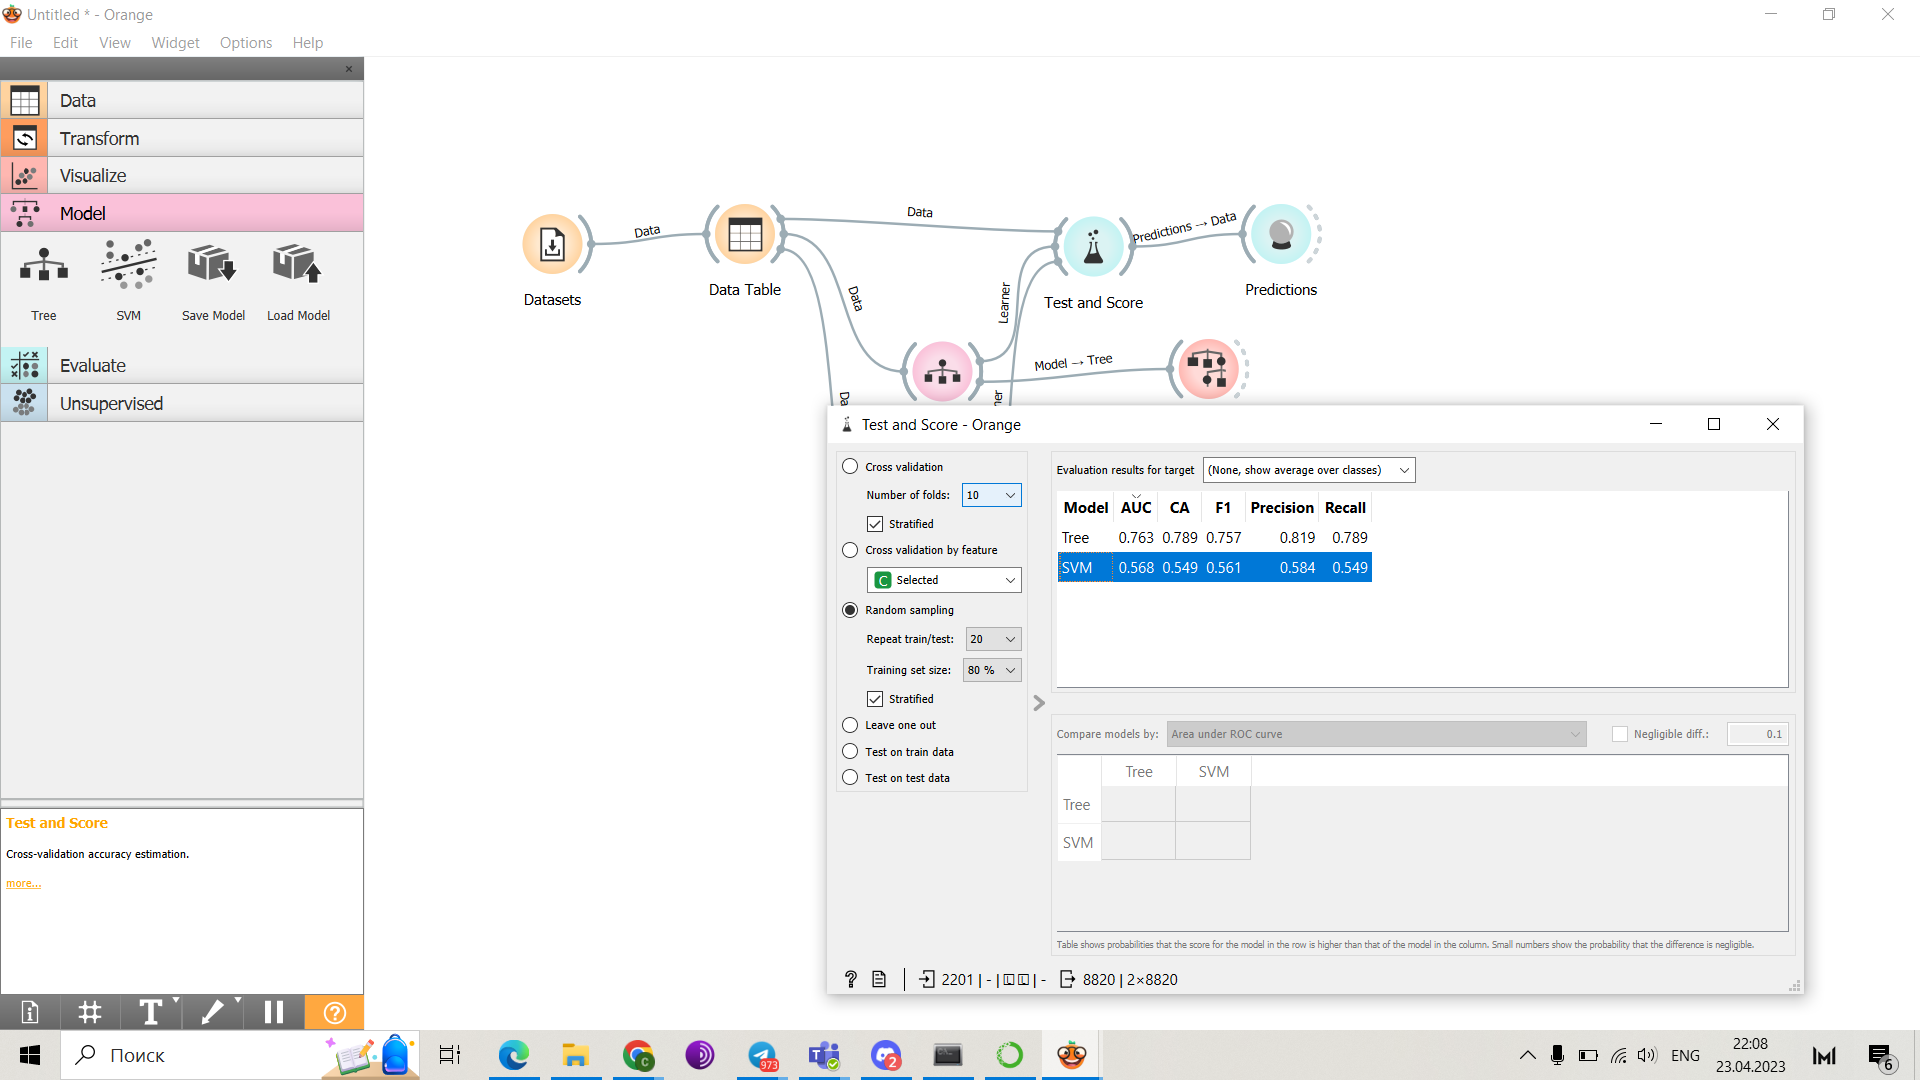 Untitled * - Orange
File Edit View Widget Options Help
Data
Transform
Visualize
Model
Tree SVM Save Model Load Model
Evaluate
Unsupervised
Test and Score
Cross-validation accuracy estimation.
more...
Data
Data
Predictions → Data
Datasets
Data Table
Test and Score
Predictions
Data
Learner
Model → Tree
Test and Score - Orange
Cross validation
Number of folds: 10
Stratified
Cross validation by feature
C Selected
Random sampling
Repeat train/test: 20
Training set size: 80 %
Stratified
Leave one out
Test on train data
Test on test data
Evaluation results for target (None, show average over classes)
Model AUC CA F1 Precision Recall
Tree 0.763 0.789 0.757 0.819 0.789
SVM 0.568 0.549 0.561 0.584 0.549
Compare models by: Area under ROC curve Negligible diff.: 0.1
Tree SVM
Tree
SVM
Table shows probabilities that the score for the model in the row is higher than that of the model in the column. Small numbers show the probability that the difference is negligible.
2201 | - | | - 8820 | 2×8820
Поиск
973
2
ENG
22:08
23.04.2023
6